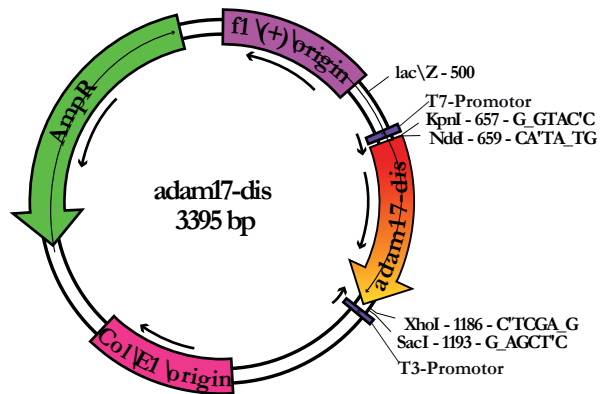 f1\(+)\origin
lac\Z - 500
T7-Promotor
KpnI - 657 - G_GTAC'C
NdeI - 659 - CA'TA_TG
AmpR
adam17-dis
3395 bp
adam17-dis
XhoI - 1186 - C'TCGA_G
SacI - 1193 - G_AGCT'C
T3-Promotor
Col\E1\origin